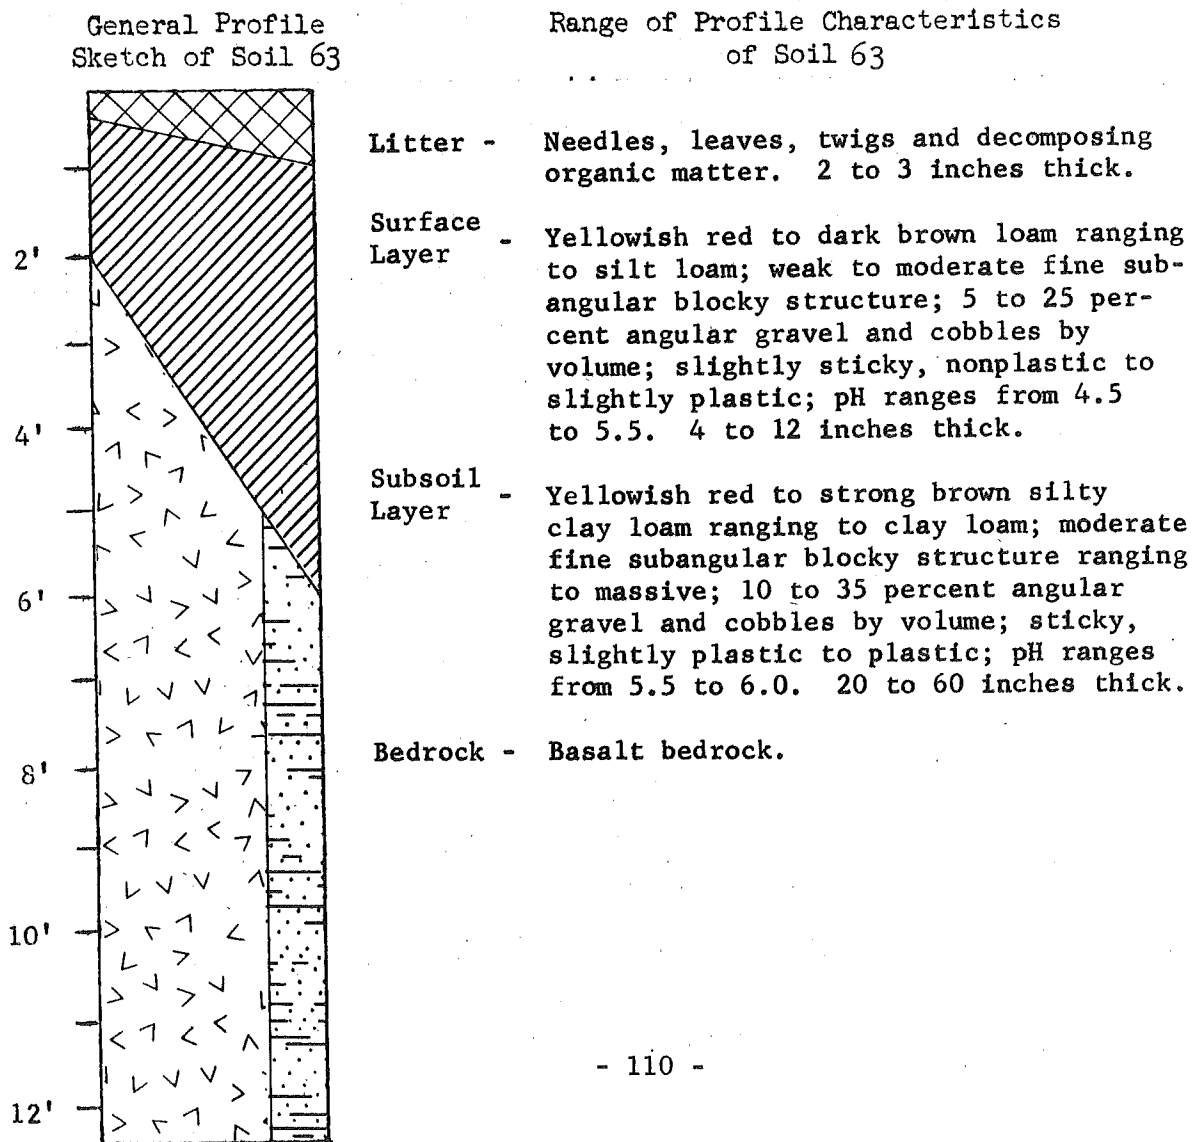 General Profile
Sketch of Soil 63
Range of Profile Characteristics
of Soil 63
2'
4'
6'
8'
10'
12'
Litter - Needles, leaves, twigs and decomposing
organic matter. 2 to 3 inches thick.
Surface
Layer - Yellowish red to dark brown loam ranging
to silt loam; weak to moderate fine sub-
angular blocky structure; 5 to 25 per-
cent angular gravel and cobbles by
volume; slightly sticky, nonplastic to
slightly plastic; pH ranges from 4.5
to 5.5. 4 to 12 inches thick.
Subsoil
Layer - Yellowish red to strong brown silty
clay loam ranging to clay loam; moderate
fine subangular blocky structure ranging
to massive; 10 to 35 percent angular
gravel and cobbles by volume; sticky,
slightly plastic to plastic; pH ranges
from 5.5 to 6.0. 20 to 60 inches thick.
Bedrock - Basalt bedrock.
- 110 -